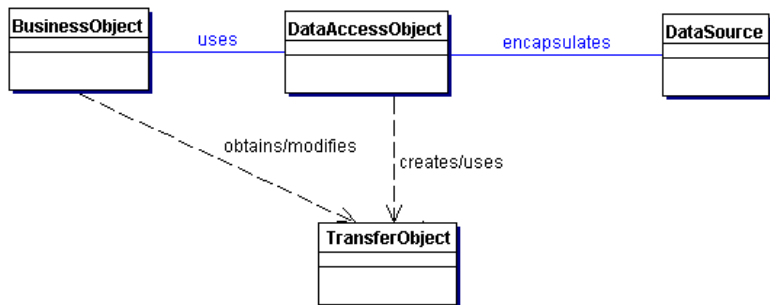 BusinessObject
uses
DataAccessObject
encapsulates
DataSource
obtains/modifies
creates/uses
TransferObject